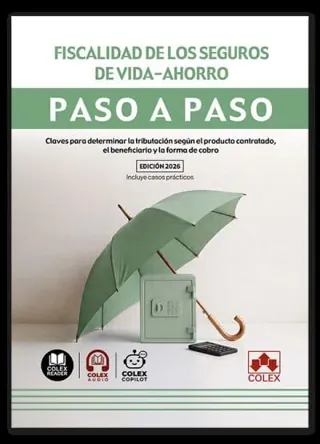 FISCALIDAD DE LOS SEGUROS
DE VIDA-AHORRO
PASO A PASO
Claves para determinar la tributación según el producto contratado,
el beneficiario y la forma de cobro
EDICIÓN 2026
Incluye casos prácticos
COLEX
READER
COLEX
AUDIO
COLEX
COPILOT
COLEX